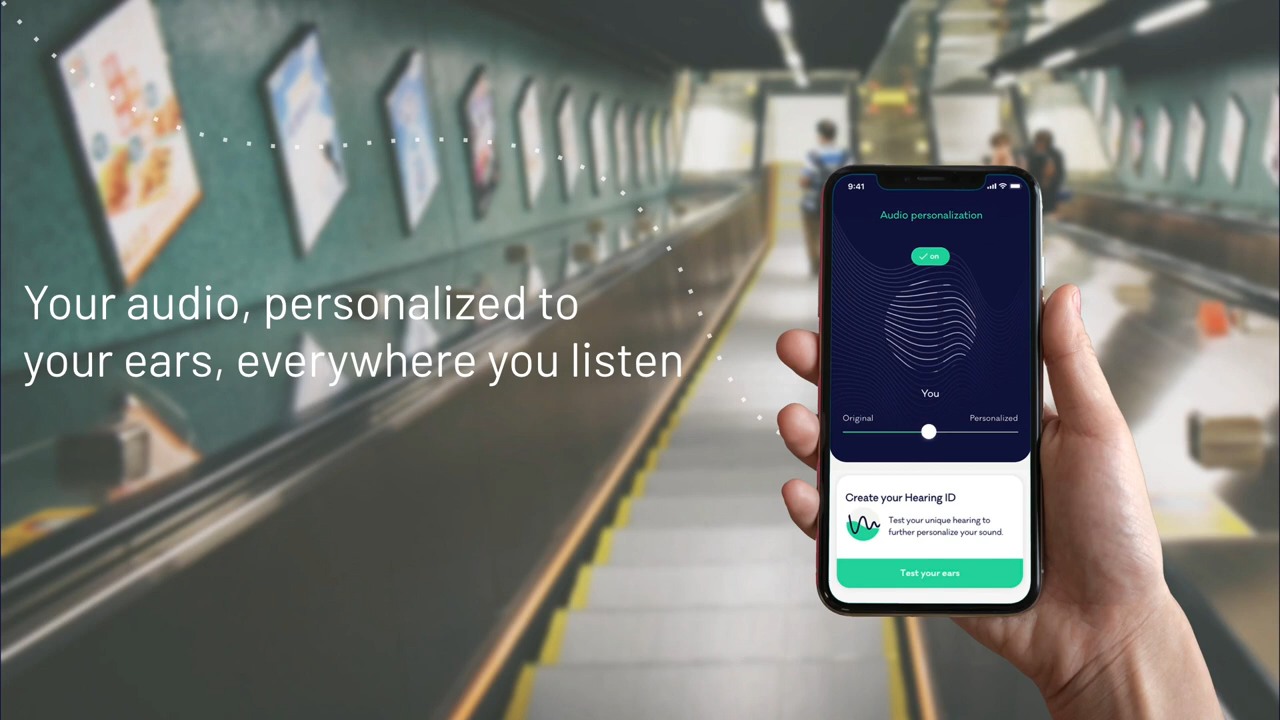 Your audio, personalized to
your ears, everywhere you listen
9:41
Audio personalization
on
You
Original Personalized
Create your Hearing ID
Test your unique hearing to
further personalize your sound.
Test your ears